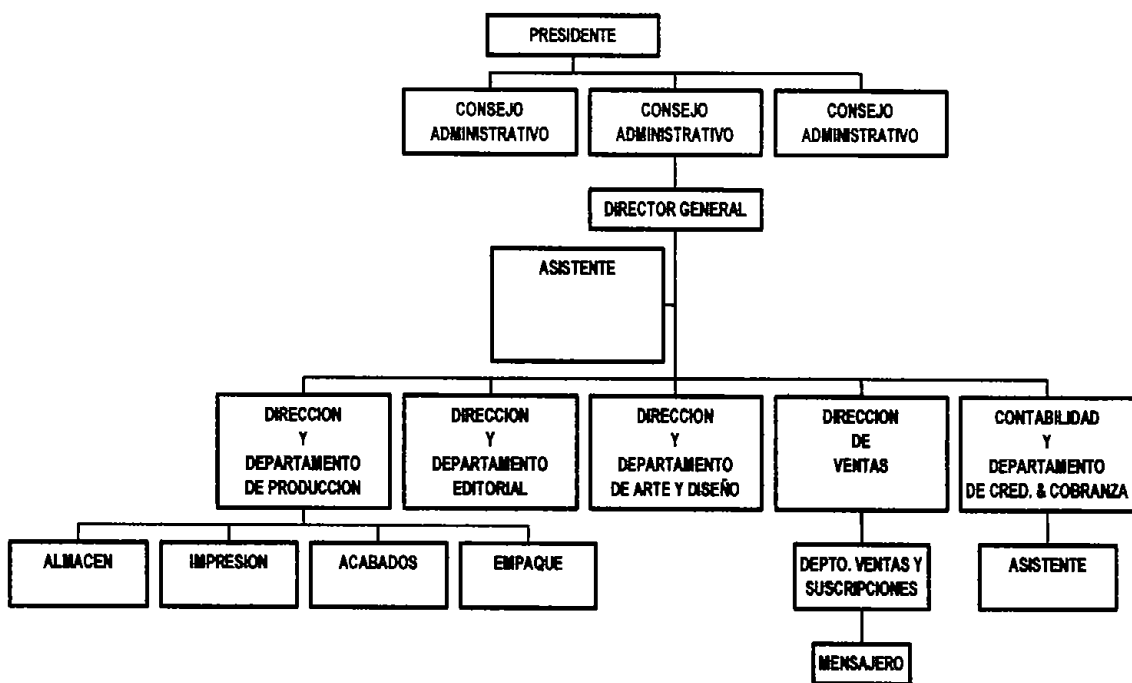 PRESIDENTE
CONSEJO
ADMINISTRATIVO
CONSEJO
ADMINISTRATIVO
CONSEJO
ADMINISTRATIVO
DIRECTOR GENERAL
ASISTENTE
DIRECCION
Y
DEPARTAMENTO
DE PRODUCCION
DIRECCION
Y
DEPARTAMENTO
EDITORIAL
DIRECCION
Y
DEPARTAMENTO
DE ARTE Y DISEÑO
DIRECCION
DE
VENTAS
CONTABILIDAD
Y
DEPARTAMENTO
DE CRED. & COBRANZA
ALMACEN
IMPRESION
ACABADOS
EMPAQUE
DEPTO. VENTAS Y
SUSCRIPCIONES
ASISTENTE
MENSAJERO